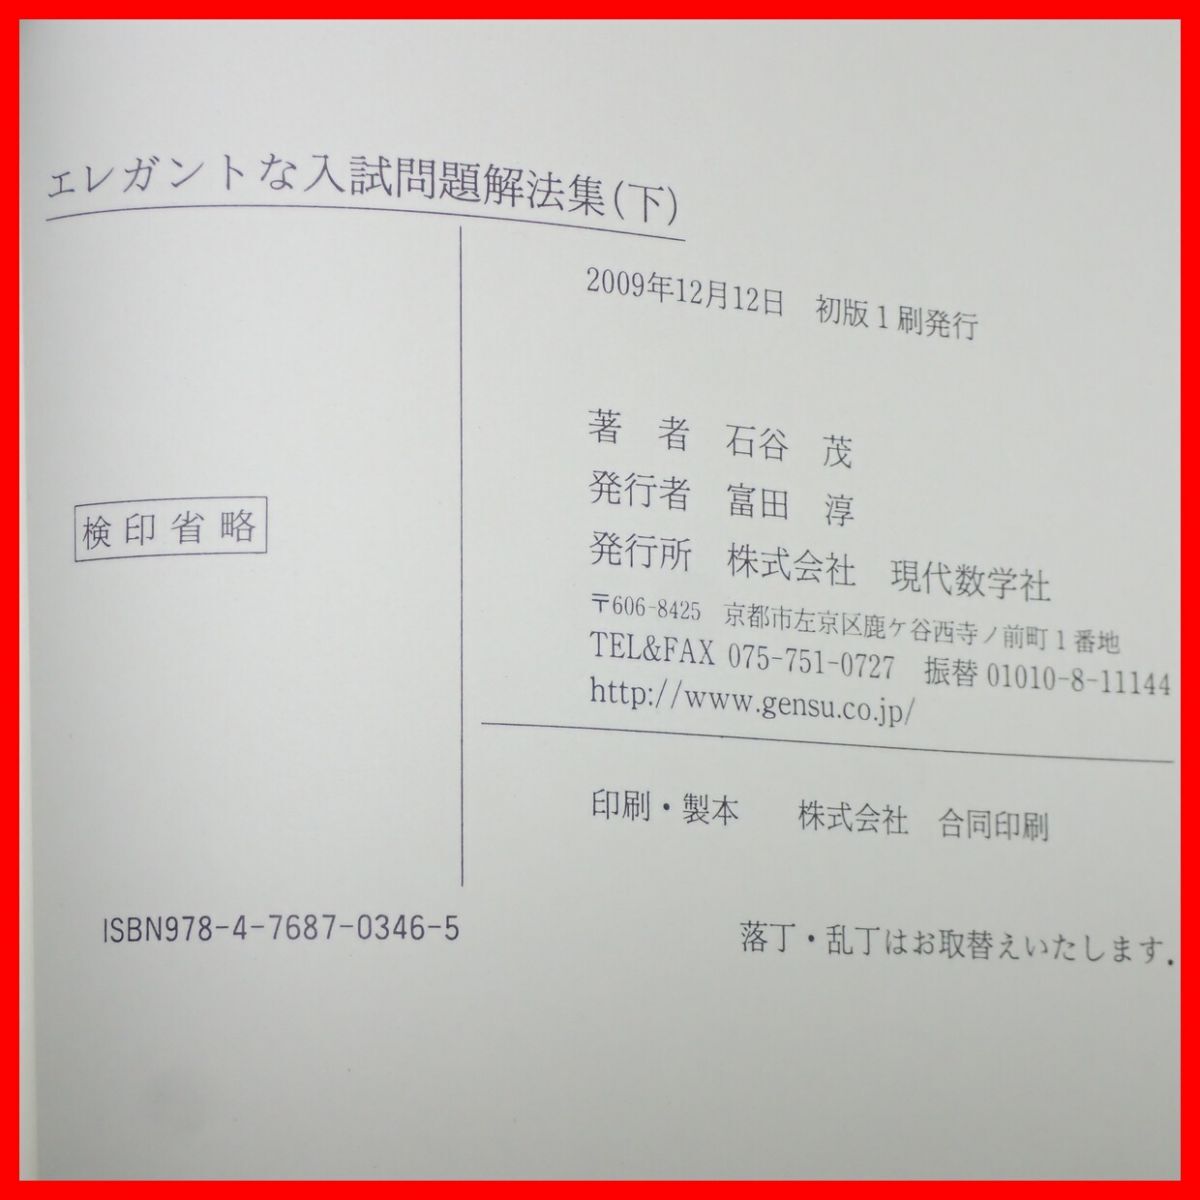 エレガントな入試問題解法集(下)
2009年12月12日　初版1刷発行
著　者　石谷　茂
発行者　富田　淳
発行所　株式会社　現代数学社
〒606-8425　京都市左京区鹿ケ谷西寺ノ前町1番地
TEL&FAX 075-751-0727　振替 01010-8-11144
http://www.gensu.co.jp/
検印省略
印刷・製本　株式会社　合同印刷
ISBN978-4-7687-0346-5
落丁・乱丁はお取替えいたします.